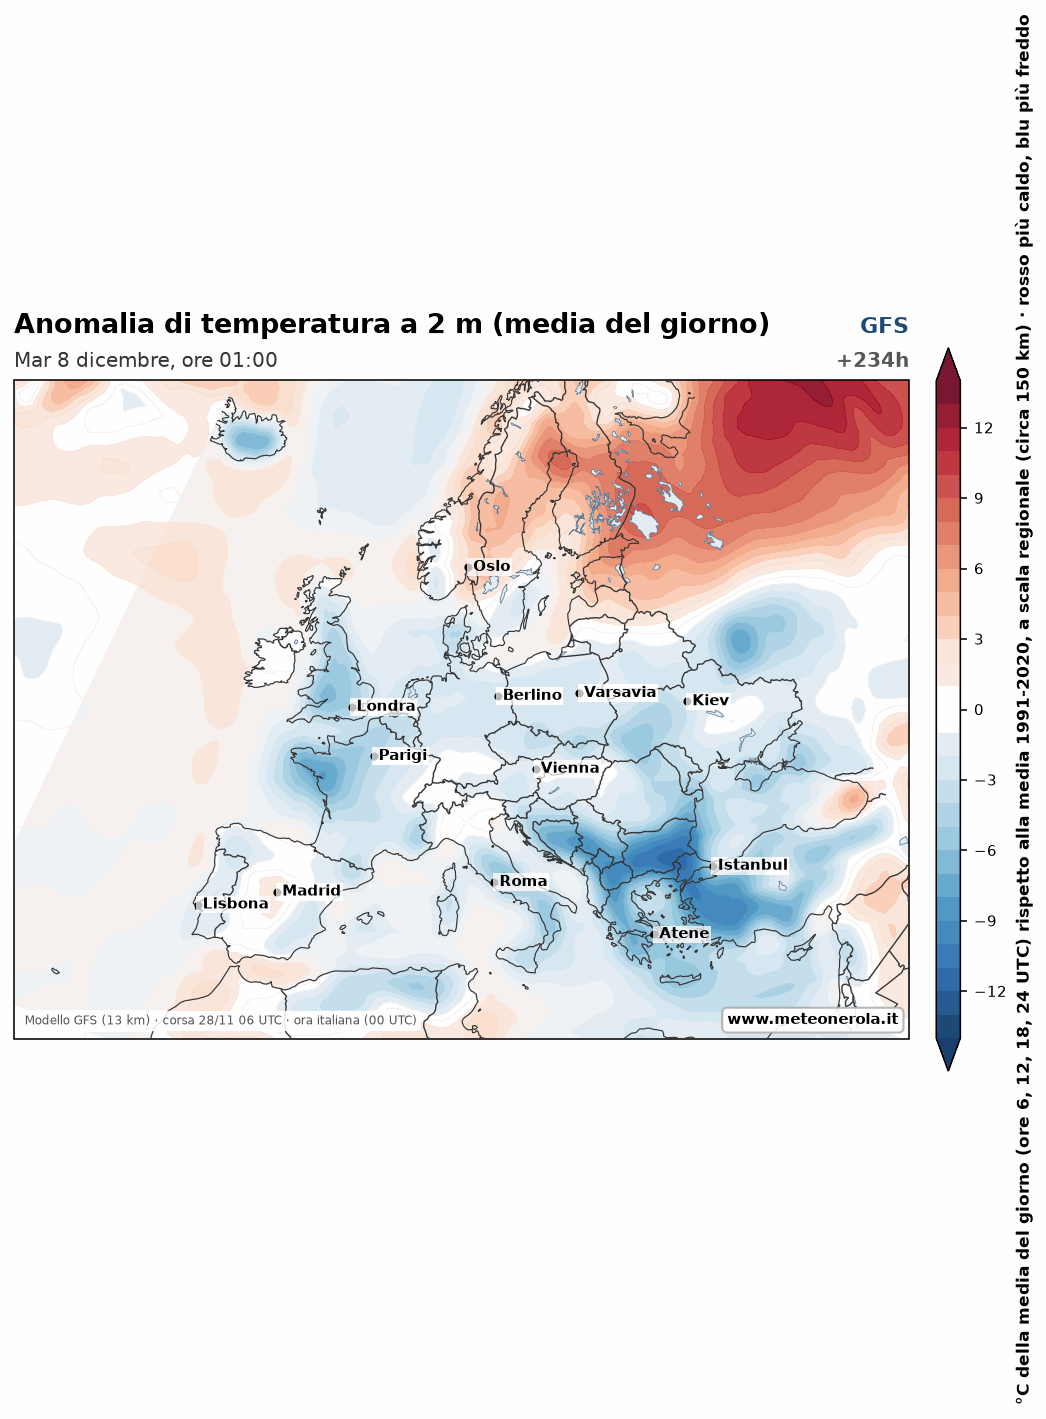 Anomalia di temperatura a 2 m (media del giorno)
GFS
Mar 8 dicembre, ore 01:00
+234h
Oslo
Londra
Berlino
Varsavia
Kiev
Parigi
Vienna
Istanbul
Roma
Madrid
Lisbona
Atene
Modello GFS (13 km) · corsa 28/11 06 UTC · ora italiana (00 UTC)
www.meteonerola.it
12
9
6
3
0
−3
−6
−9
−12
°C della media del giorno (ore 6, 12, 18, 24 UTC) rispetto alla media 1991-2020, a scala regionale (circa 150 km) · rosso più caldo, blu più freddo